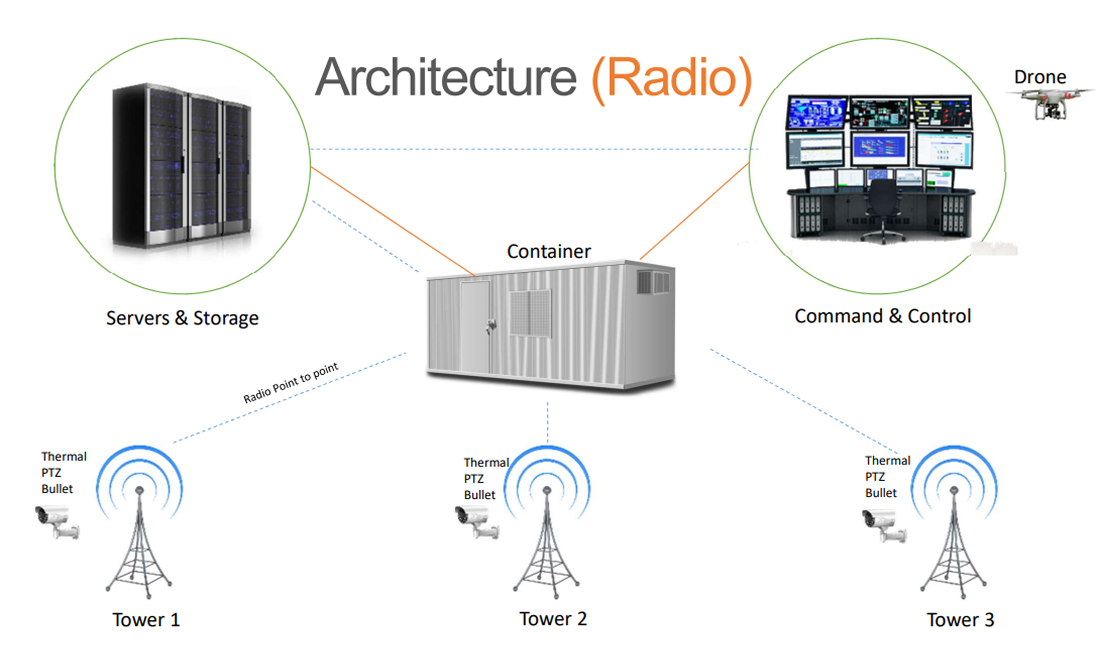 Architecture (Radio)
Drone
Container
Servers & Storage
Command & Control
Radio Point to point
Thermal
PTZ
Bullet
Thermal
PTZ
Bullet
Thermal
PTZ
Bullet
Tower 1
Tower 2
Tower 3